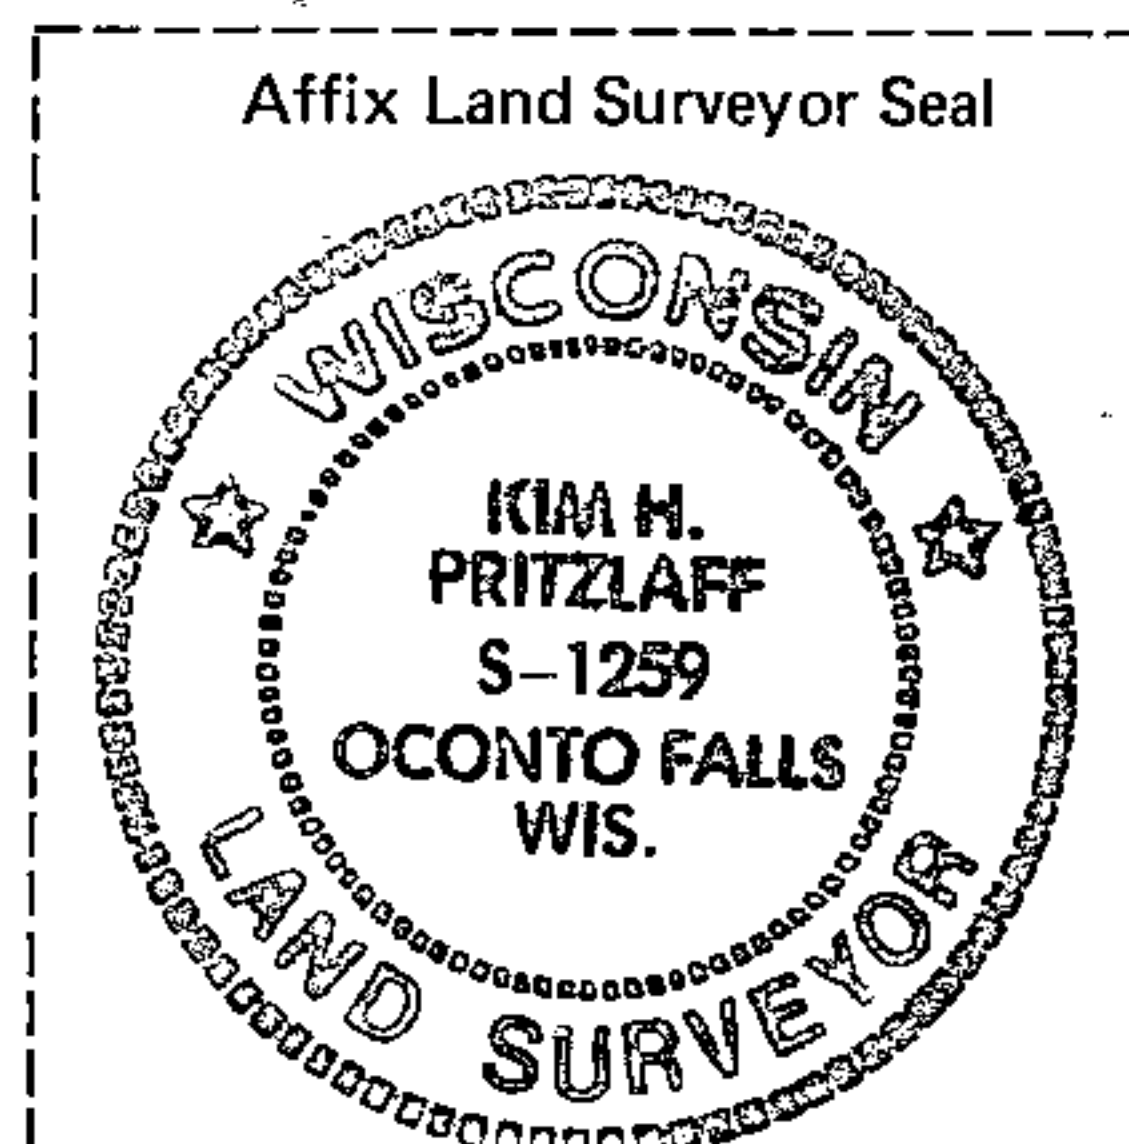 Affix Land Surveyor Seal
WISCONSIN
KIM H.
PRITZLAFF
S-1259
OCONTO FALLS
WIS.
LAND SURVEYOR